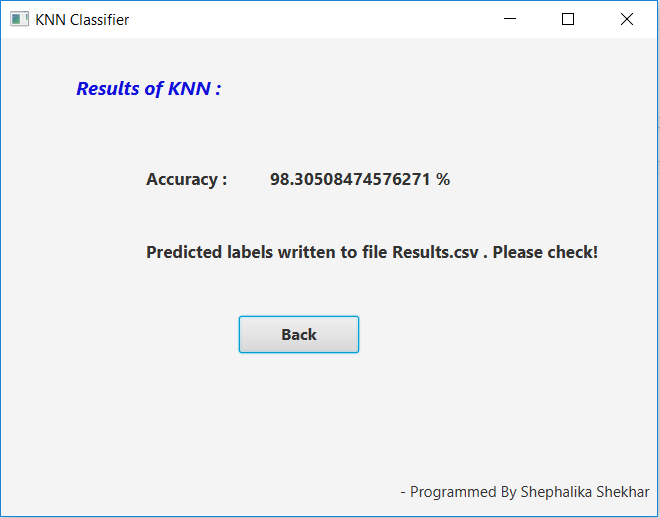 KNN Classifier
Results of KNN :
Accuracy : 98.30508474576271 %
Predicted labels written to file Results.csv . Please check!
Back
- Programmed By Shephalika Shekhar